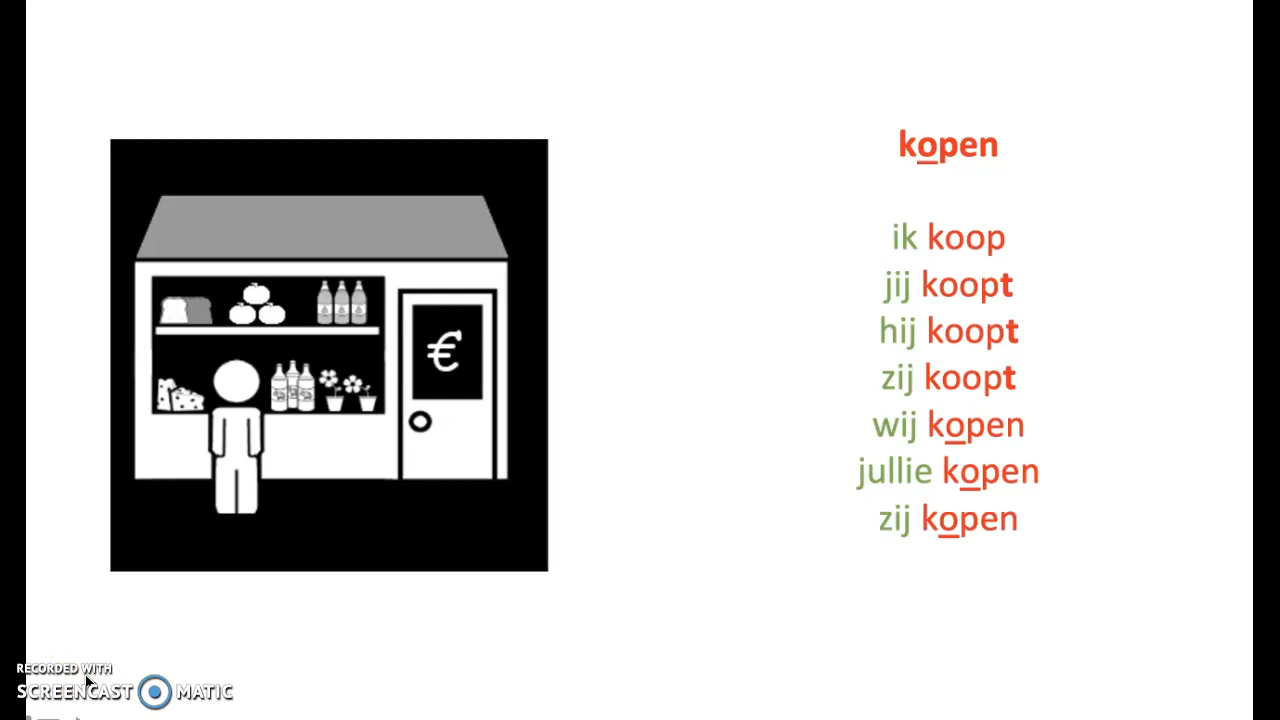 kopen
ik koop
jij koopt
hij koopt
zij koopt
wij kopen
jullie kopen
zij kopen
€
RECORDED WITH
SCREENCAST MATIC